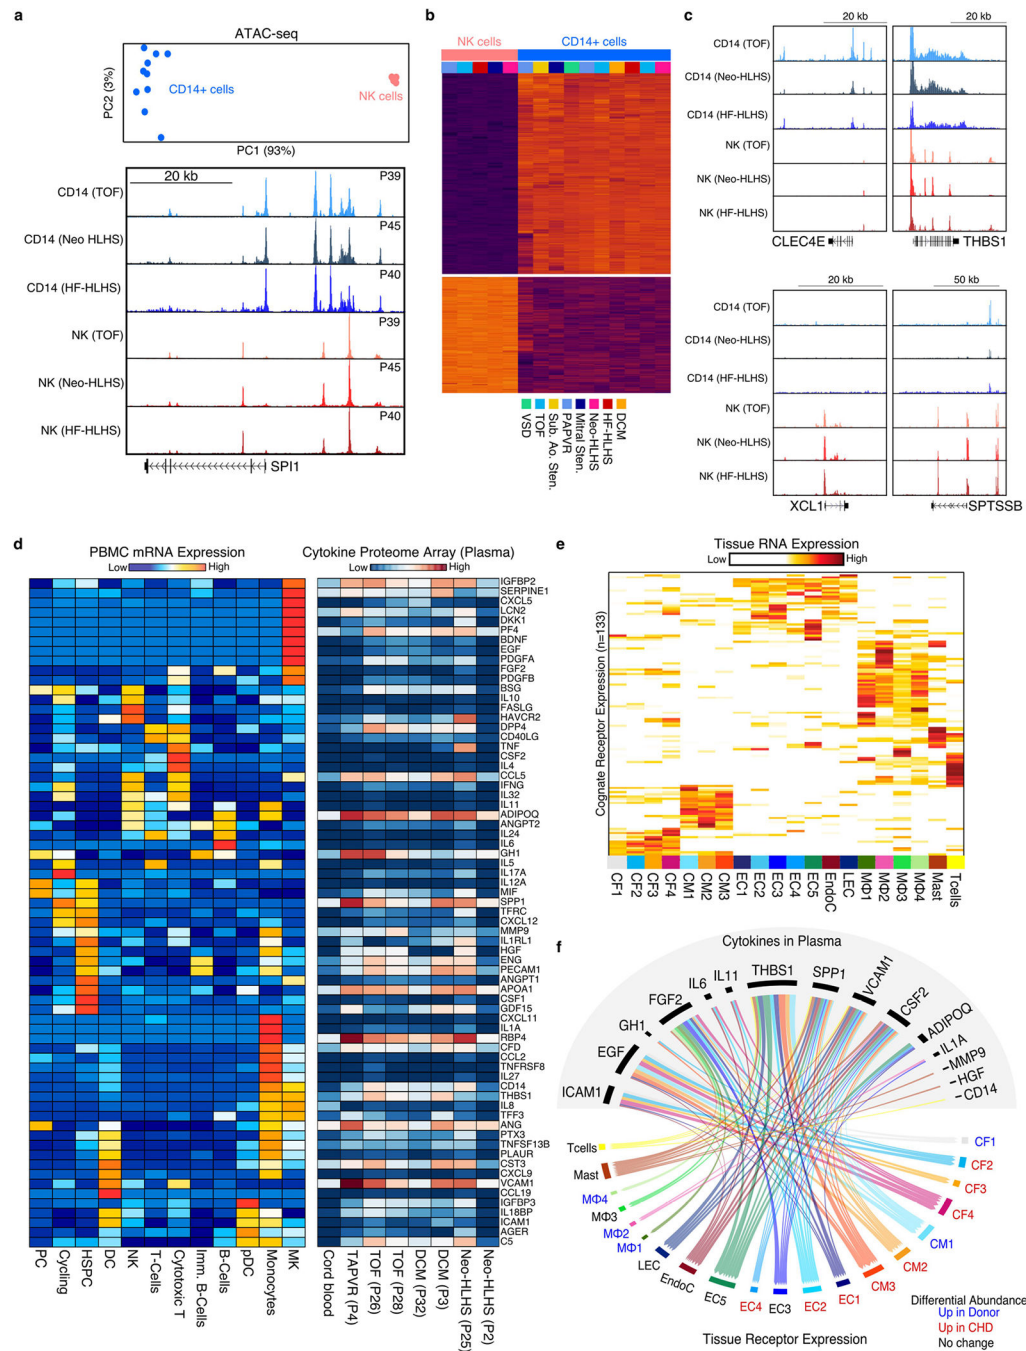 a
ATAC-seq
PC2 (3%)
CD14+ cells
NK cells
PC1 (93%)
20 kb
CD14 (TOF)
P39
CD14 (Neo HLHS)
P45
CD14 (HF-HLHS)
P40
NK (TOF)
P39
NK (Neo-HLHS)
P45
NK (HF-HLHS)
P40
SPI1
b
NK cells
CD14+ cells
VSD
TOF
Sub. Ao. Sten.
PAPVR
Mitral Sten.
Neo-HLHS
HF-HLHS
DCM
c
20 kb
20 kb
CD14 (TOF)
CD14 (Neo-HLHS)
CD14 (HF-HLHS)
NK (TOF)
NK (Neo-HLHS)
NK (HF-HLHS)
CLEC4E
THBS1
20 kb
50 kb
CD14 (TOF)
CD14 (Neo-HLHS)
CD14 (HF-HLHS)
NK (TOF)
NK (Neo-HLHS)
NK (HF-HLHS)
XCL1
SPTSSB
d
PBMC mRNA Expression
Low
High
Cytokine Proteome Array (Plasma)
Low
High
IGFBP2
SERPINE1
CXCL5
LCN2
DKK1
PF4
BDNF
EGF
PDGFA
FGF2
PDGFB
BSG
IL10
FASLG
HAVCR2
DPP4
CD40LG
TNF
CSF2
IL4
CCL5
IFNG
IL32
IL11
ADIPOQ
ANGPT2
IL24
IL6
GH1
IL5
IL17A
IL12A
MIF
SPP1
TFRC
CXCL12
MMP9
IL1RL1
HGF
ENG
PECAM1
ANGPT1
APOA1
CSF1
GDF15
CXCL11
IL1A
RBP4
CFD
CCL2
TNFRSF8
IL27
CD14
THBS1
IL8
TFF3
ANG
PTX3
TNFSF13B
PLAUR
CST3
CXCL9
VCAM1
CCL19
IGFBP3
IL18BP
ICAM1
AGER
C5
PC
Cycling
HSPC
DC
NK
T-Cells
Cytotoxic T
Imm. B-Cells
B-Cells
pDC
Monocytes
MK
Cord blood
TAPVR (P4)
TOF (P26)
TOF (P28)
DCM (P32)
DCM (P3)
Neo-HLHS (P25)
Neo-HLHS (P2)
e
Tissue RNA Expression
Low
High
Cognate Receptor Expression (n=133)
CF1
CF2
CF3
CF4
CM1
CM2
CM3
EC1
EC2
EC3
EC4
EC5
EndoC
LEC
MΦ1
MΦ2
MΦ3
MΦ4
Mast
Tcells
f
Cytokines in Plasma
ICAM1
EGF
GH1
FGF2
IL6
IL11
THBS1
SPP1
VCAM1
CSF2
ADIPOQ
IL1A
MMP9
HGF
CD14
Tcells
Mast
MΦ4
MΦ3
MΦ2
MΦ1
LEC
EndoC
EC5
EC4
EC3
EC2
EC1
CM3
CM2
CM1
CF4
CF3
CF2
CF1
Tissue Receptor Expression
Differential Abundance
Up in Donor
Up in CHD
No change